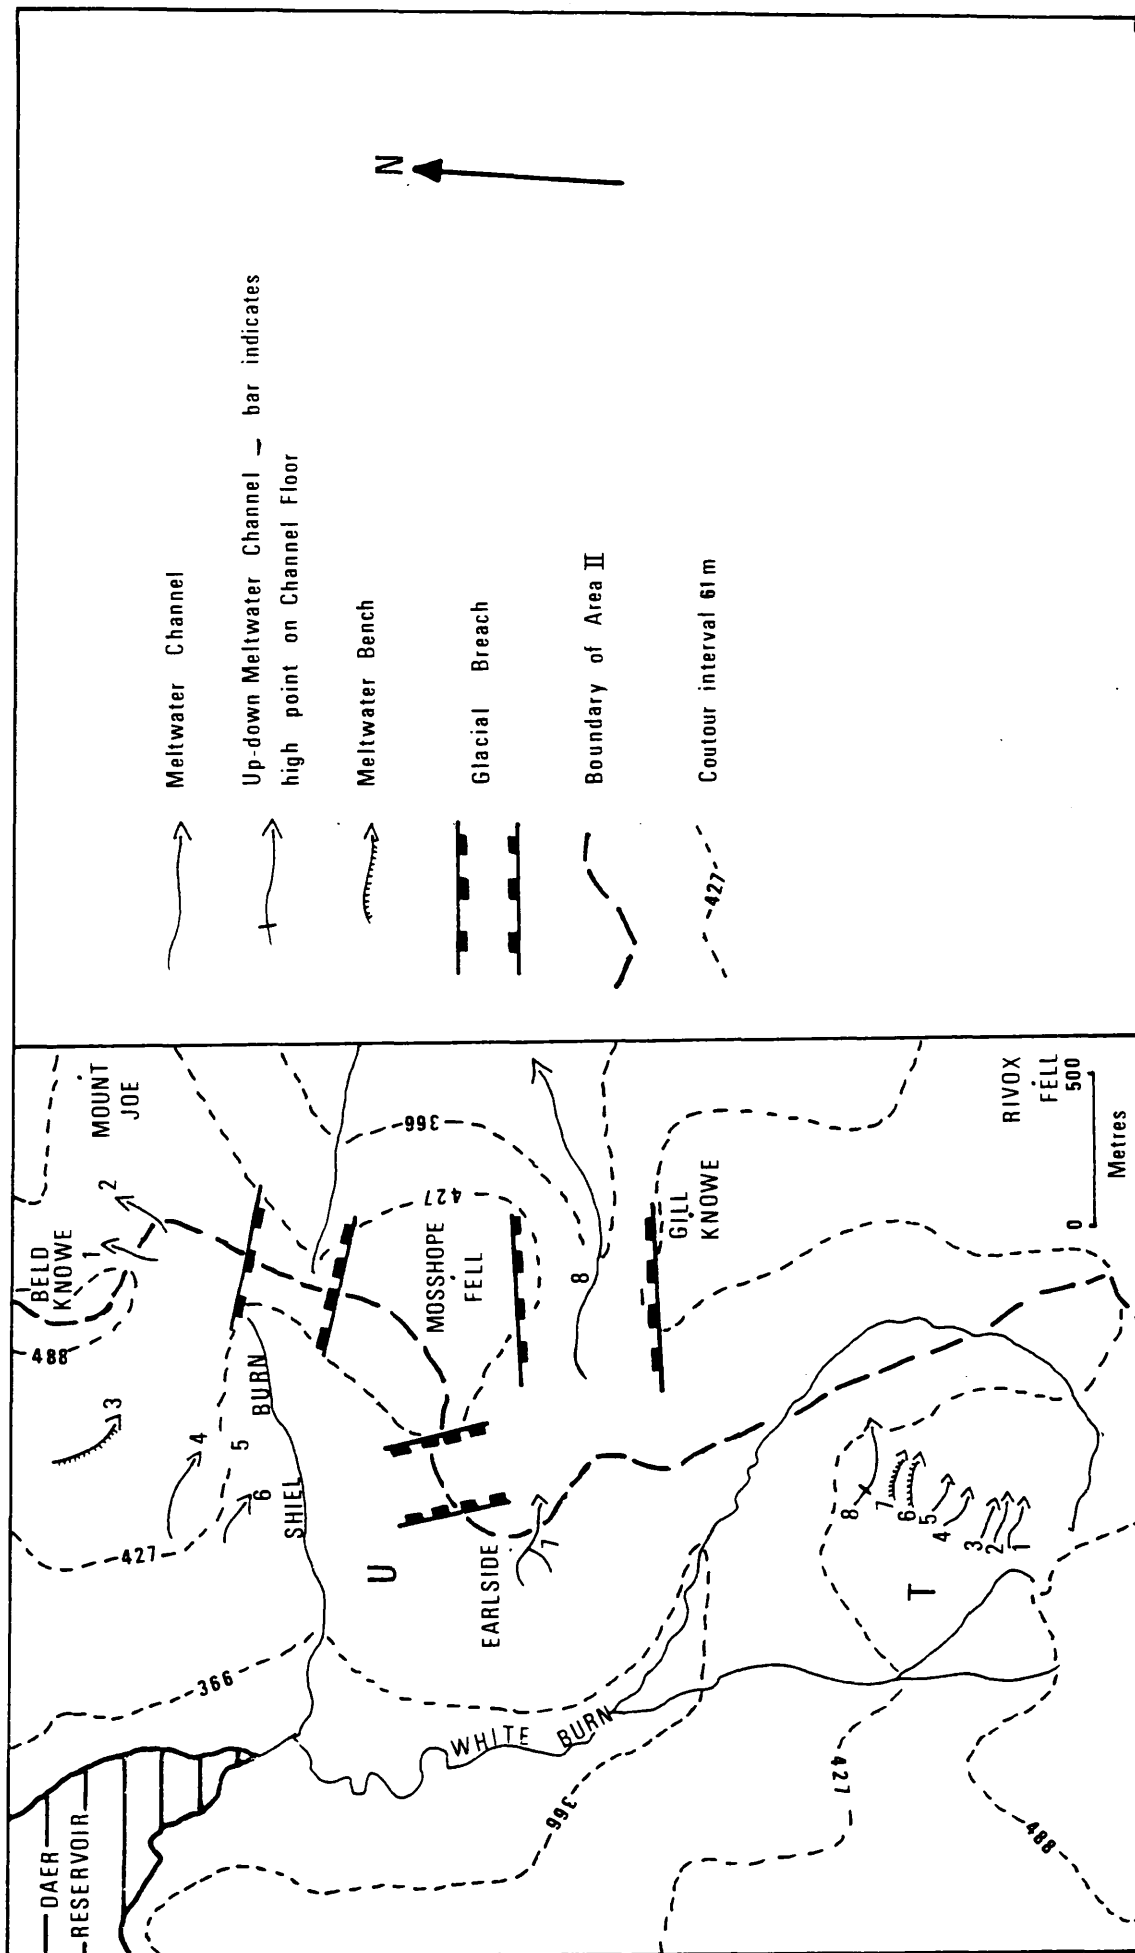 DAER
RESERVOIR
BELD
KNOWE
MOUNT
JOE
1
2
488
3
4
5
6
427
366
SHIEL BURN
U
MOSSHOPE
FELL
427
366
EARLSIDE
7
8
GILL
KNOWE
WHITE BURN
366
427
488
T
8
7
6
5
4
3
2
1
RIVOX
FELL
0 500
Metres
Meltwater Channel
Up-down Meltwater Channel – bar indicates
high point on Channel Floor
Meltwater Bench
Glacial Breach
Boundary of Area II
-427- Coutour interval 61m
N